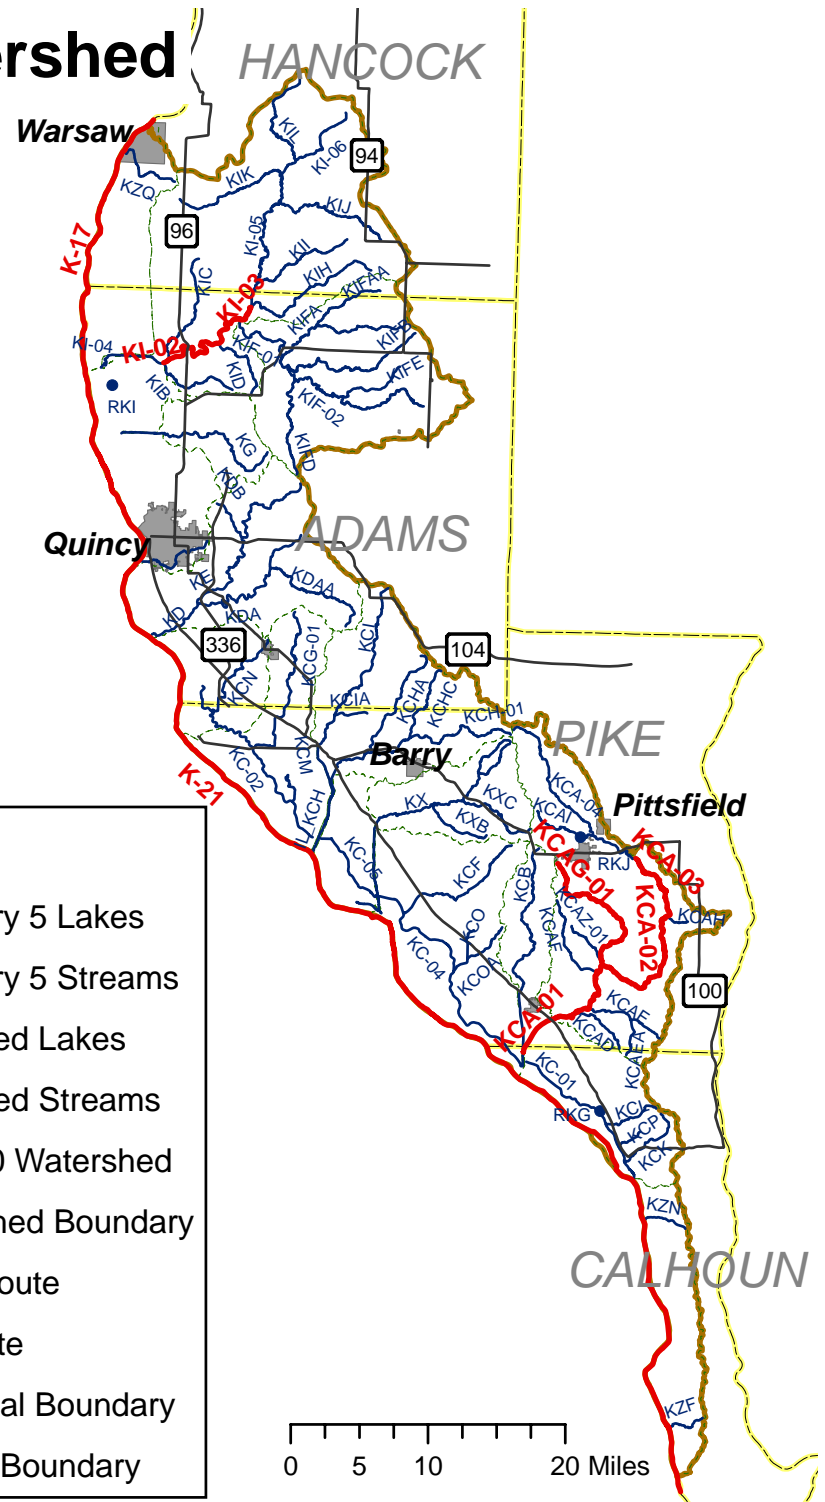 ershed
HANCOCK
Warsaw
KIL
KI-06
94
KIK
KZQ
KIJ
96
K-17
KI-05
KII
KIH
KIC
KIFAA
KI-03
KIFA
KI-04
KI-02
KIF-01
KIFB
KIFE
KID
KIB
RKI
KIF-02
KG
KIFD
KDB
ADAMS
Quincy
KE
KDAA
KD
KDA
336
KCG-01
KCI
104
KCN
KCIA
KCHA
KCHC
KCH-01
PIKE
KCM
Barry
KC-02
K-21
KCA-04
KXC
KX
KCAI
Pittsfield
KCH
KXB
KCAG-01
KCA-03
RKJ
KC-05
KCF
KCB
KCA-02
KCAZ-01
KCAH
KCO
KCAE
KC-04
KCOA
100
KCA-01
KCAD
KCAEA
KC-01
RKG
KCL
KCP
KCK
KZN
CALHOUN
KZF
ry 5 Lakes
ry 5 Streams
ed Lakes
ed Streams
0 Watershed
hed Boundary
oute
te
al Boundary
Boundary
0 5 10 20 Miles